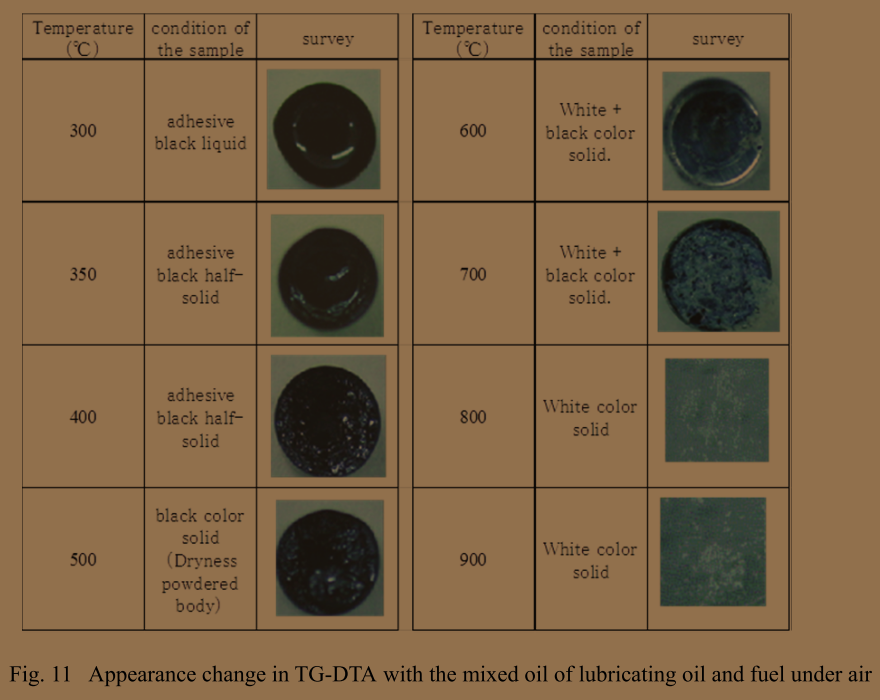 Temperature
(℃)
condition of
the sample
survey
300
adhesive
black liquid
350
adhesive
black half-
solid
400
adhesive
black half-
solid
500
black color
solid
(Dryness
powdered
body)
Temperature
(℃)
condition of
the sample
survey
600
White +
black color
solid.
700
White +
black color
solid.
800
White color
solid
900
White color
solid
Fig. 11 Appearance change in TG-DTA with the mixed oil of lubricating oil and fuel under air